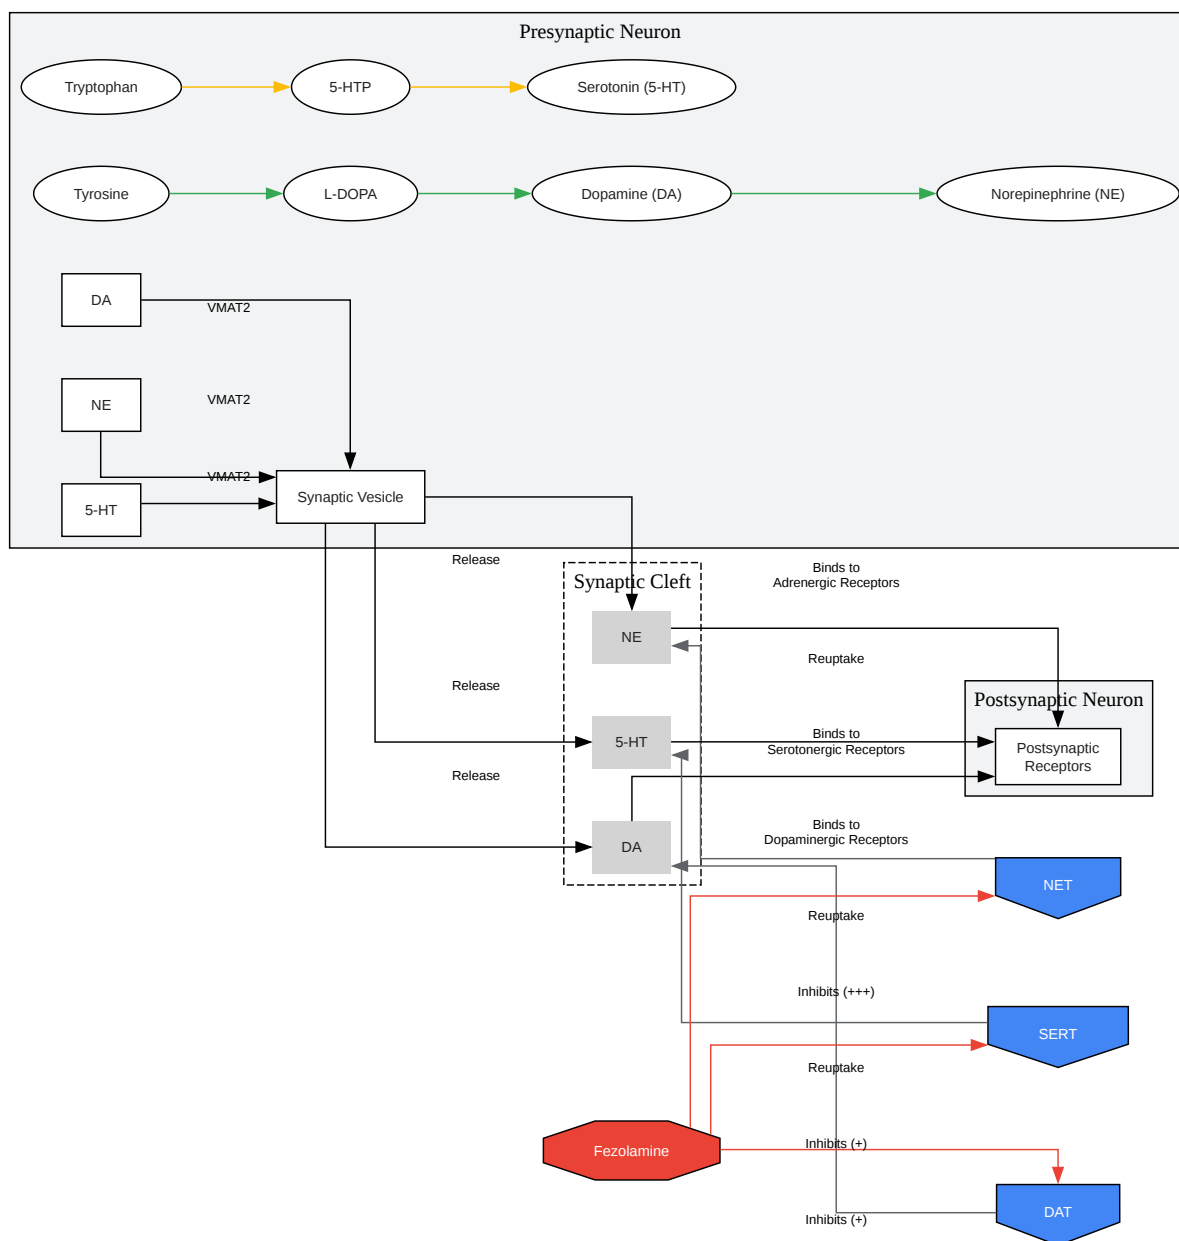 Presynaptic Neuron
Tryptophan
5-HTP
Serotonin (5-HT)
Tyrosine
L-DOPA
Dopamine (DA)
Norepinephrine (NE)
DA
VMAT2
NE
VMAT2
VMAT2
5-HT
Synaptic Vesicle
Release
Synaptic Cleft
Binds to
Adrenergic Receptors
NE
Reuptake
Release
Postsynaptic Neuron
5-HT
Binds to
Serotonergic Receptors
Postsynaptic
Receptors
Release
DA
Binds to
Dopaminergic Receptors
NET
Reuptake
Inhibits (+++)
SERT
Reuptake
Fezolamine
Inhibits (+)
DAT
Inhibits (+)